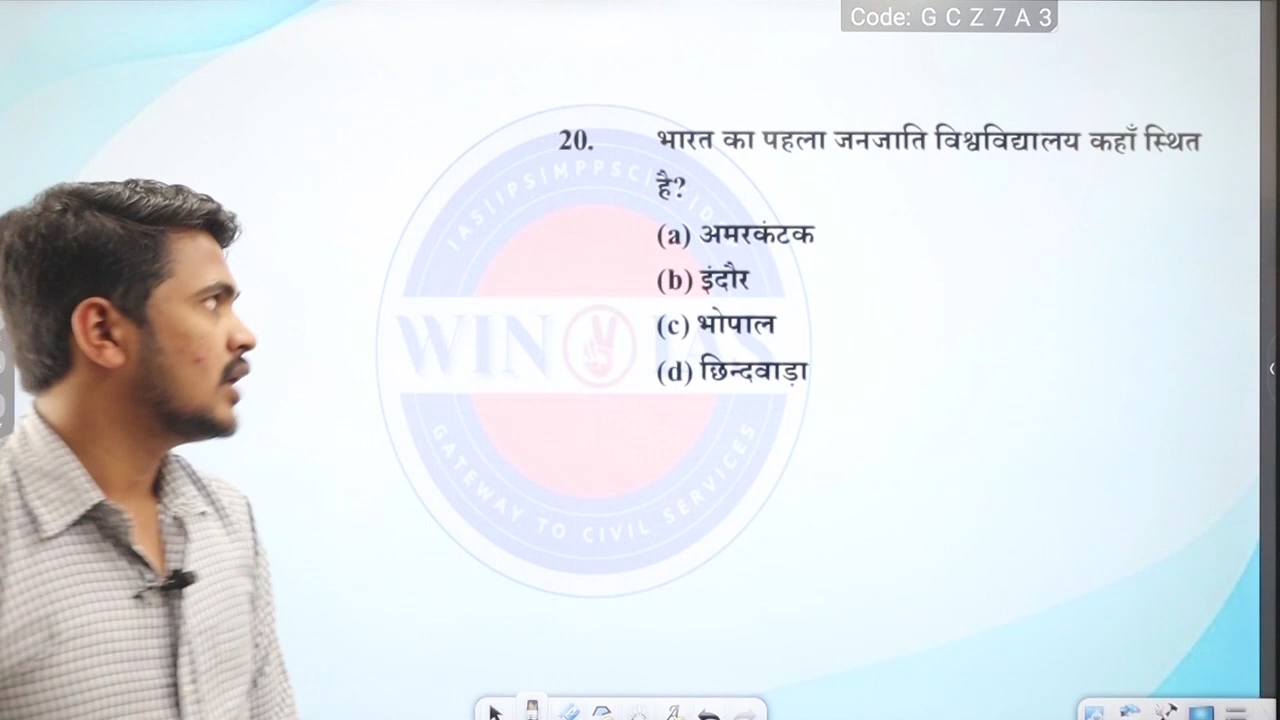 Code: G C Z 7 A 3
20. भारत का पहला जनजाति विश्वविद्यालय कहाँ स्थित
है?
(a) अमरकंटक
(b) इंदौर
(c) भोपाल
(d) छिन्दवाड़ा
WIN IAS
GATEWAY TO CIVIL SERVICES